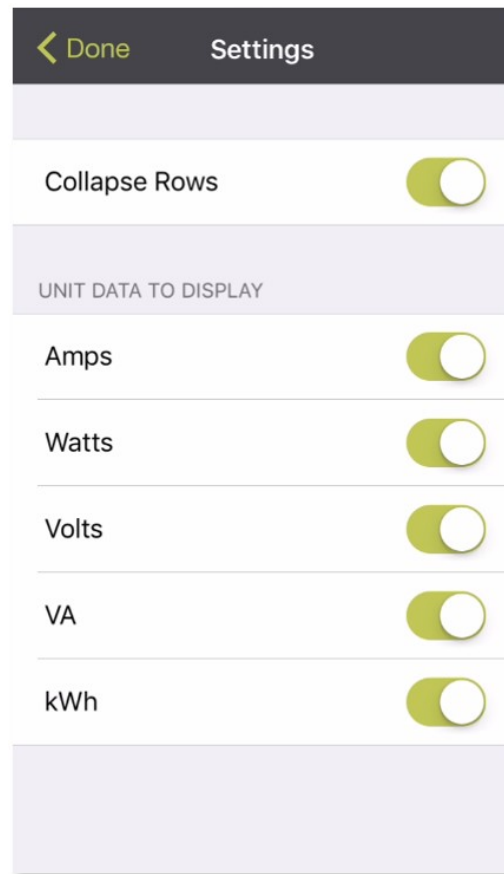 Done Settings
Collapse Rows
UNIT DATA TO DISPLAY
Amps
Watts
Volts
VA
kWh